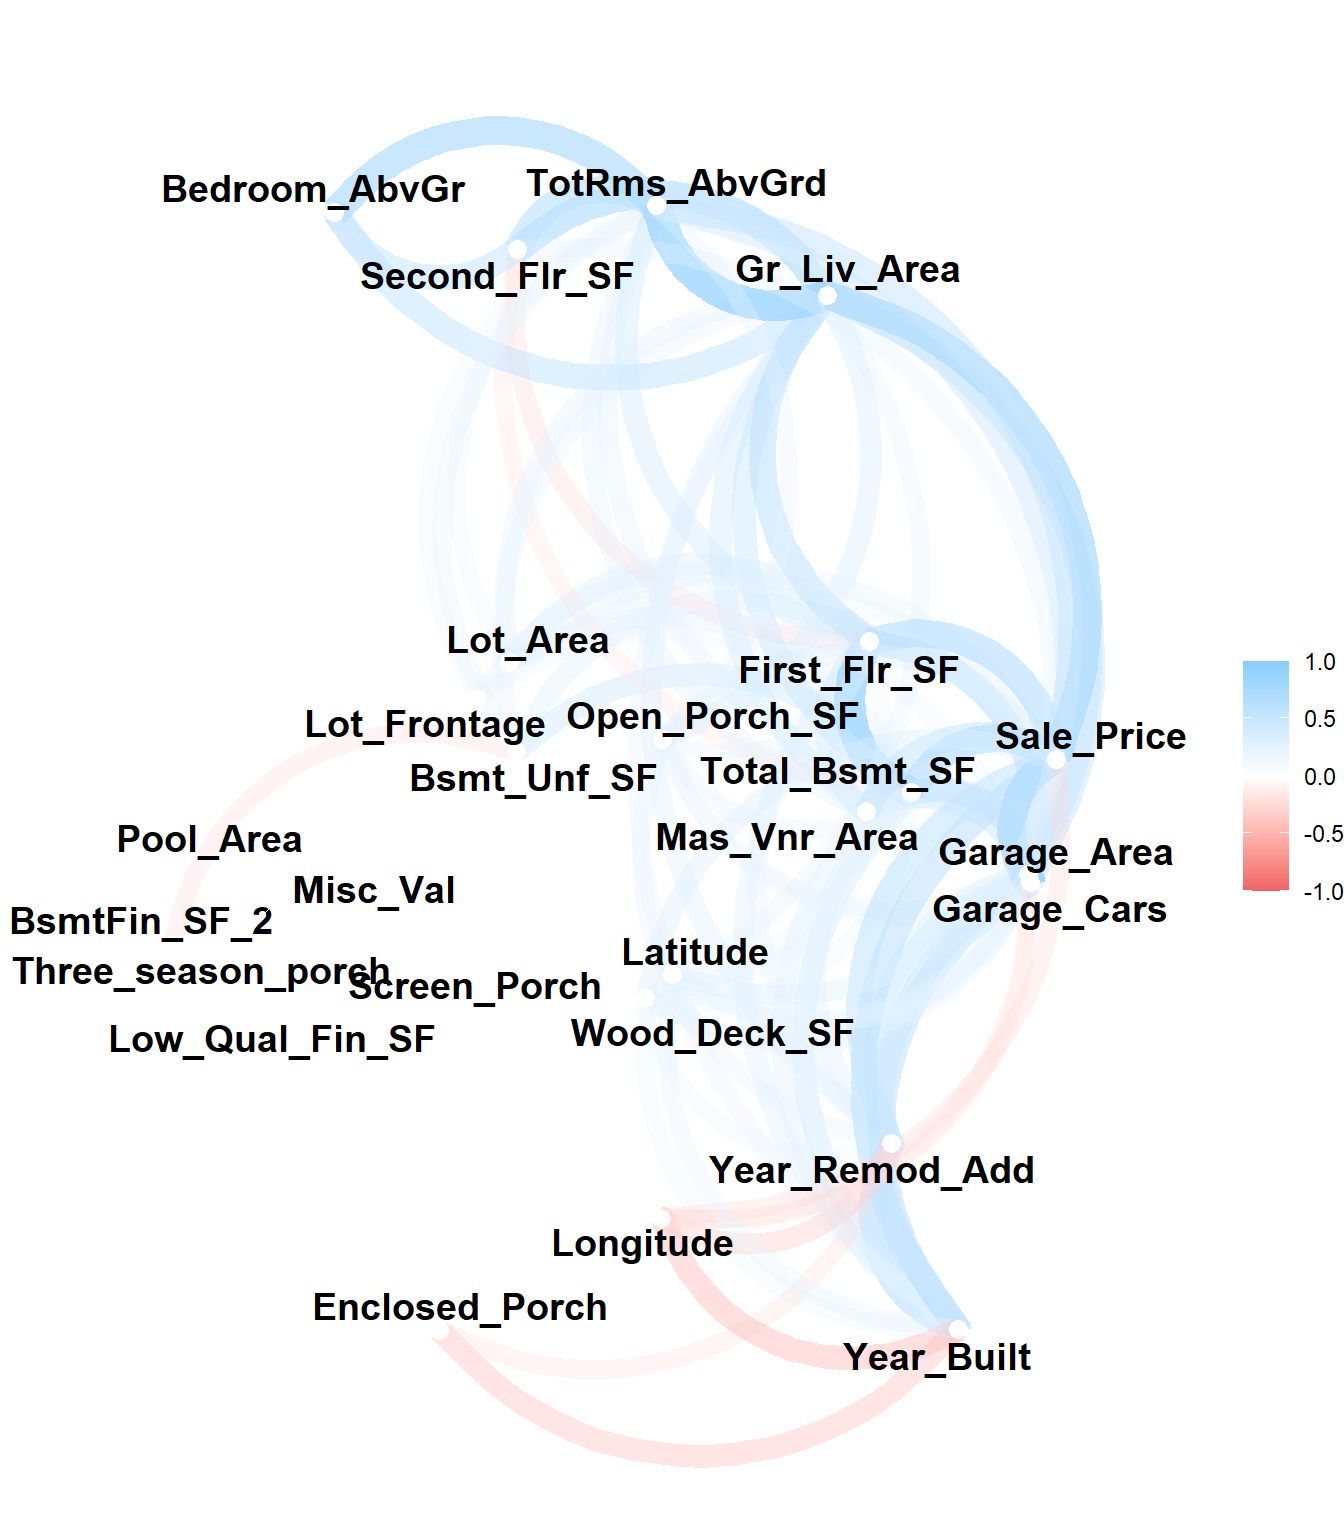 TotRms_AbvGrd
Bedroom_AbvGr
Gr_Liv_Area
Second_Flr_SF
Lot_Area
1.0
First_Flr_SF
Open_Porch_SF
0.5
Lot_Frontage
Sale_Price
Total_Bsmt_SF
0.0
Bsmt_Unf_SF
-0.5
Mas_Vnr_Area
Pool_Area
Garage_Area
Misc_Val
-1.0
Garage_Cars
BsmtFin_SF_2
Latitude
Three_season_porch
Screen_Porch
Wood_Deck_SF
Low_Qual_Fin_SF
Year_Remod_Add
Longitude
Enclosed_Porch
Year_Built